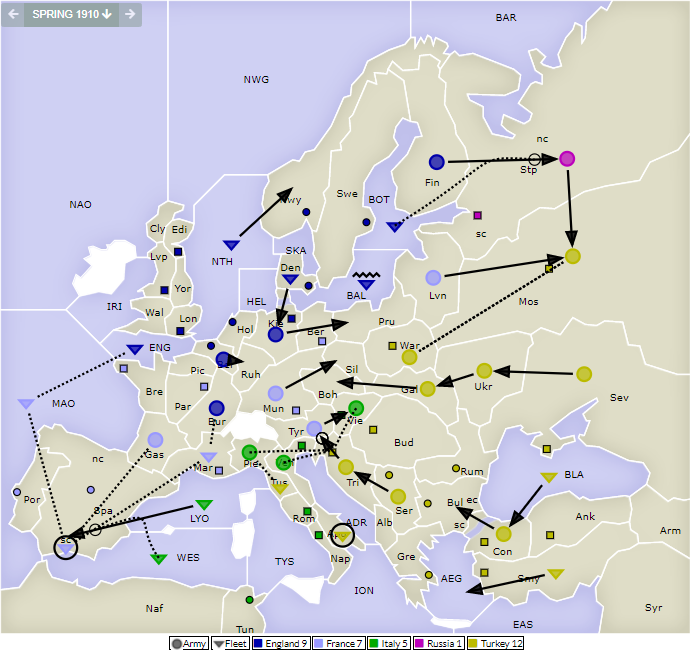 SPRING 1910
BAR
NWG
nc
Stp
Fin
Nwy
Swe
BOT
NAO
Cly Edi
sc
SKA
Lvp
NTH
Den
Lvn
BAL
Mos
HEL
Yor
IRI
Wal
Lon
Hol
Kie
Ber
Pru
War
ENG
Ruh
Sil
Pic
Gal
Ukr
Sev
MAO
Bre
Mun
Boh
Par
Bur
Tyr
Vie
Bud
Gas
nc
Mar
Pie
Tus
Tri
Rum
BLA
Por
Spa
Ser
Bul ec
sc
Rom
ADR
Alb
Ank
Arm
LYO
Con
sc
WES
Nap
Gre
TYS
ION
AEG
Smy
Syr
Naf
Tun
EAS
Army Fleet England 9 France 7 Italy 5 Russia 1 Turkey 12